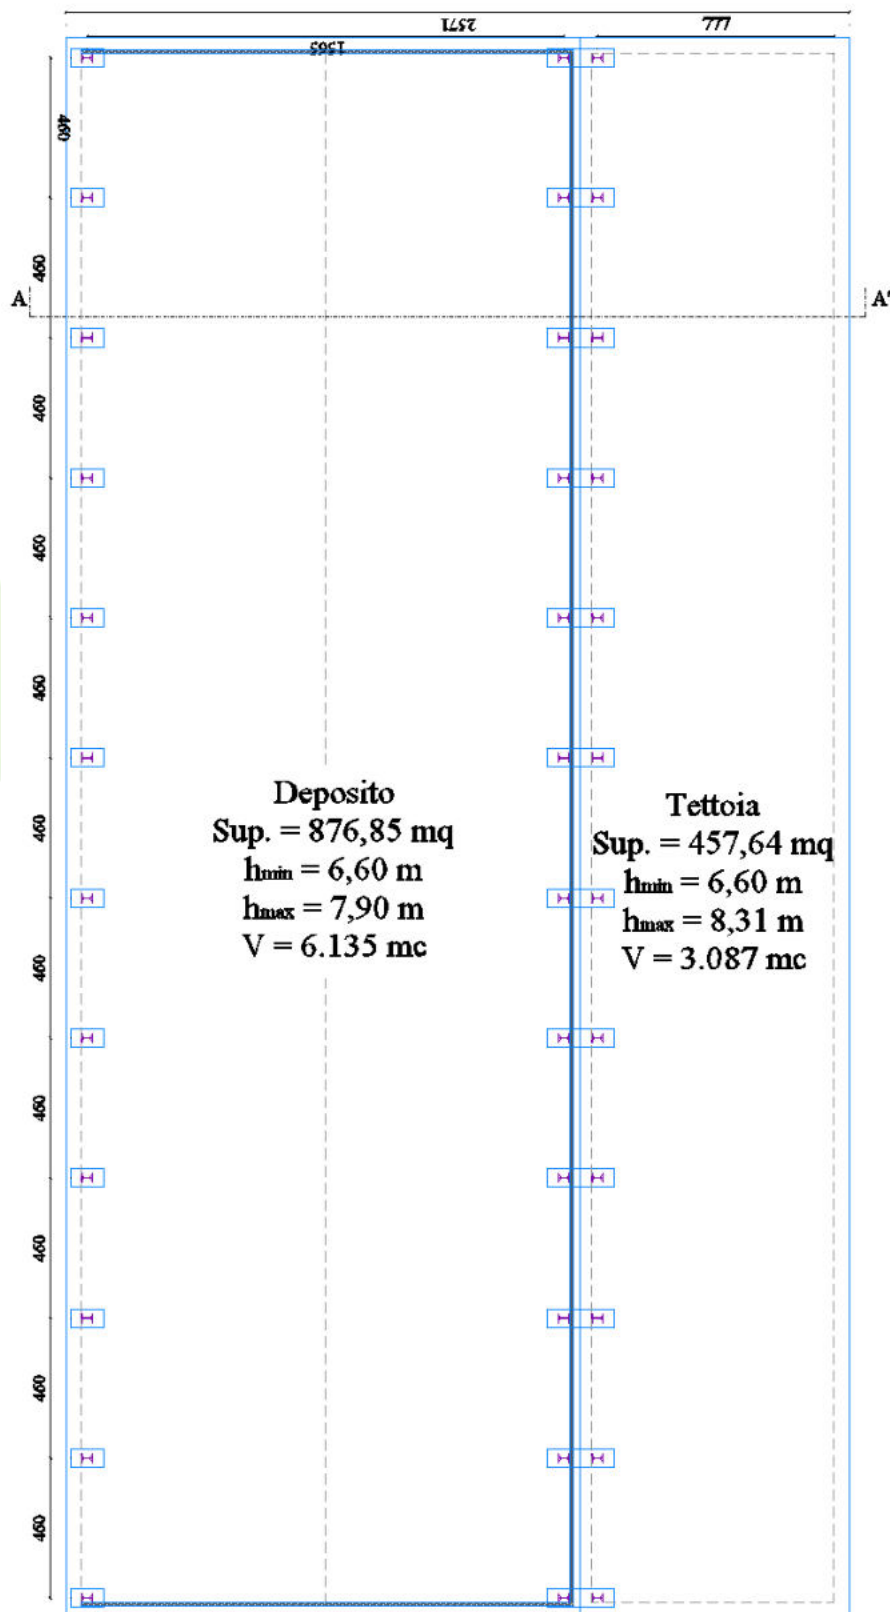 2571
777
1565
460
460
A
A'
460
460
460
460
460
460
460
460
460
Deposito
Sup. = 876,85 mq
hmin = 6,60 m
hmax = 7,90 m
V = 6.135 mc
Tettoia
Sup. = 457,64 mq
hmin = 6,60 m
hmax = 8,31 m
V = 3.087 mc